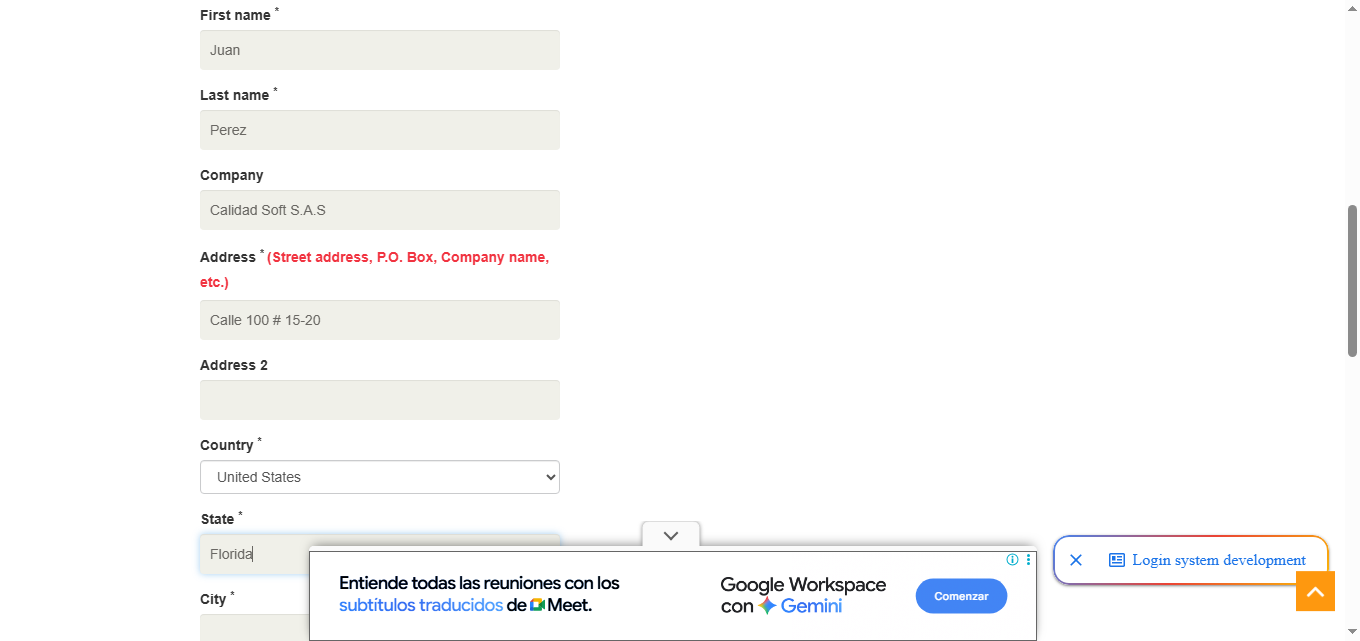 First name *
Juan
Last name *
Perez
Company
Calidad Soft S.A.S
Address * (Street address, P.O. Box, Company name,
etc.)
Calle 100 # 15-20
Address 2
Country *
United States
State *
Florida
City *
Entiende todas las reuniones con los
subtítulos traducidos de Meet.
Google Workspace
con Gemini
Comenzar
Login system development